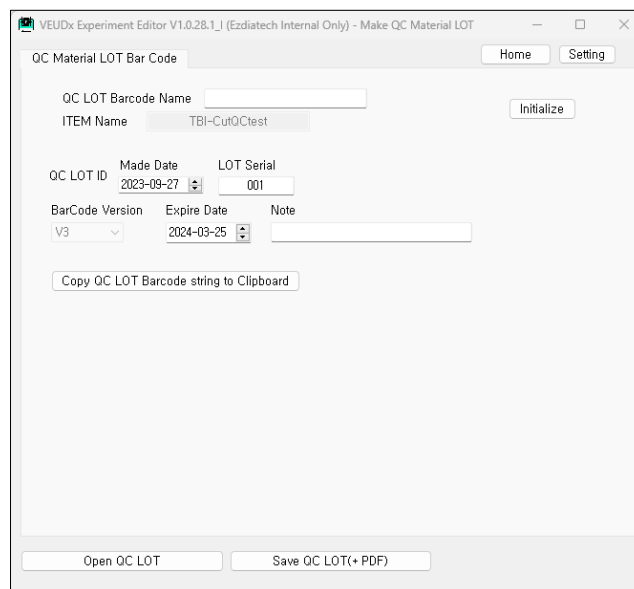 VEUDx Experiment Editor V1.0.28.1_I (Ezdiatech Internal Only) - Make QC Material LOT
QC Material LOT Bar Code
Home Setting
QC LOT Barcode Name
Initialize
ITEM Name TBI-CutQCtest
Made Date LOT Serial
QC LOT ID 2023-09-27 001
BarCode Version Expire Date Note
V3 2024-03-25
Copy QC LOT Barcode string to Clipboard
Open QC LOT Save QC LOT(+ PDF)